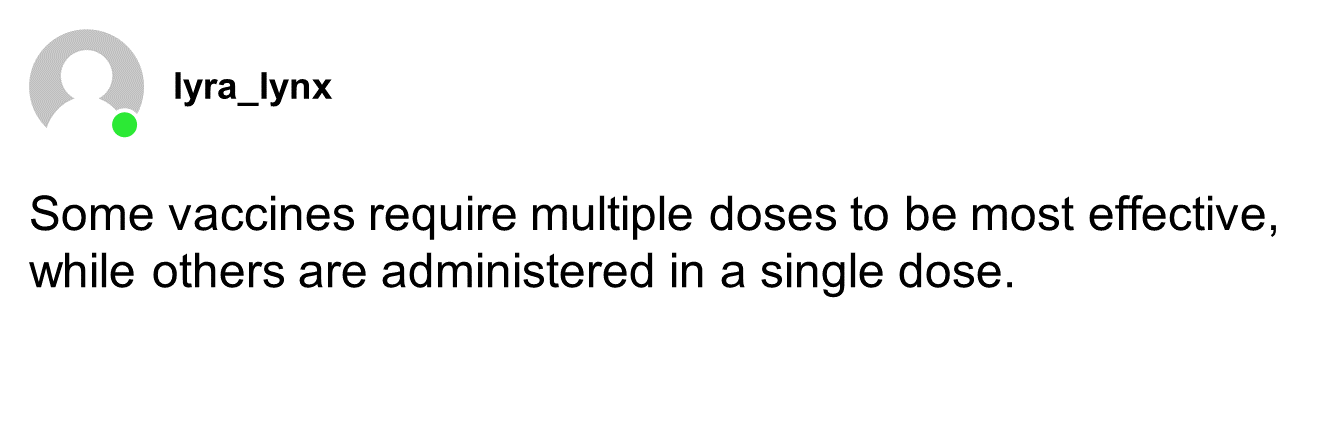 lyra_lynx
Some vaccines require multiple doses to be most effective,
while others are administered in a single dose.